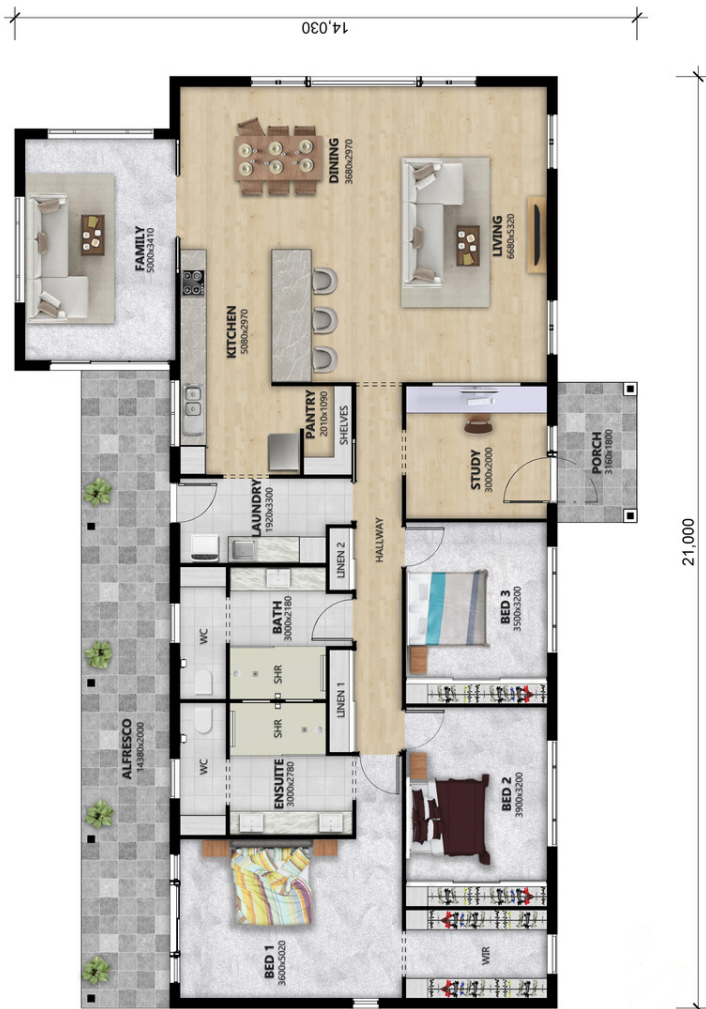 14,030
21,000
FAMILY
5000x3410
DINING
3680x2970
LIVING
6680x5320
KITCHEN
5080x2970
PANTRY
2010x1090
SHELVES
STUDY
3000x2000
PORCH
3160x1800
LAUNDRY
1920x3300
HALLWAY
LINEN 2
BATH
3000x2180
WC
SHR
BED 3
3500x3200
LINEN 1
SHR
WC
ENSUITE
3000x2780
ALFRESCO
14380x2000
BED 2
3900x3200
BED 1
3600x5020
WIR